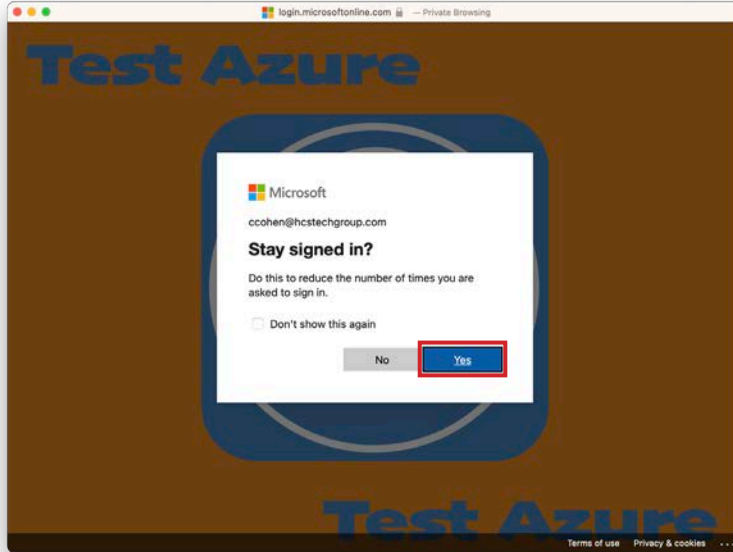 login.microsoftonline.com — Private Browsing
Test Azure
Microsoft
ccohen@hcstechgroup.com
Stay signed in?
Do this to reduce the number of times you are
asked to sign in.
Don't show this again
No Yes
Test Azure
Terms of use Privacy & cookies ...